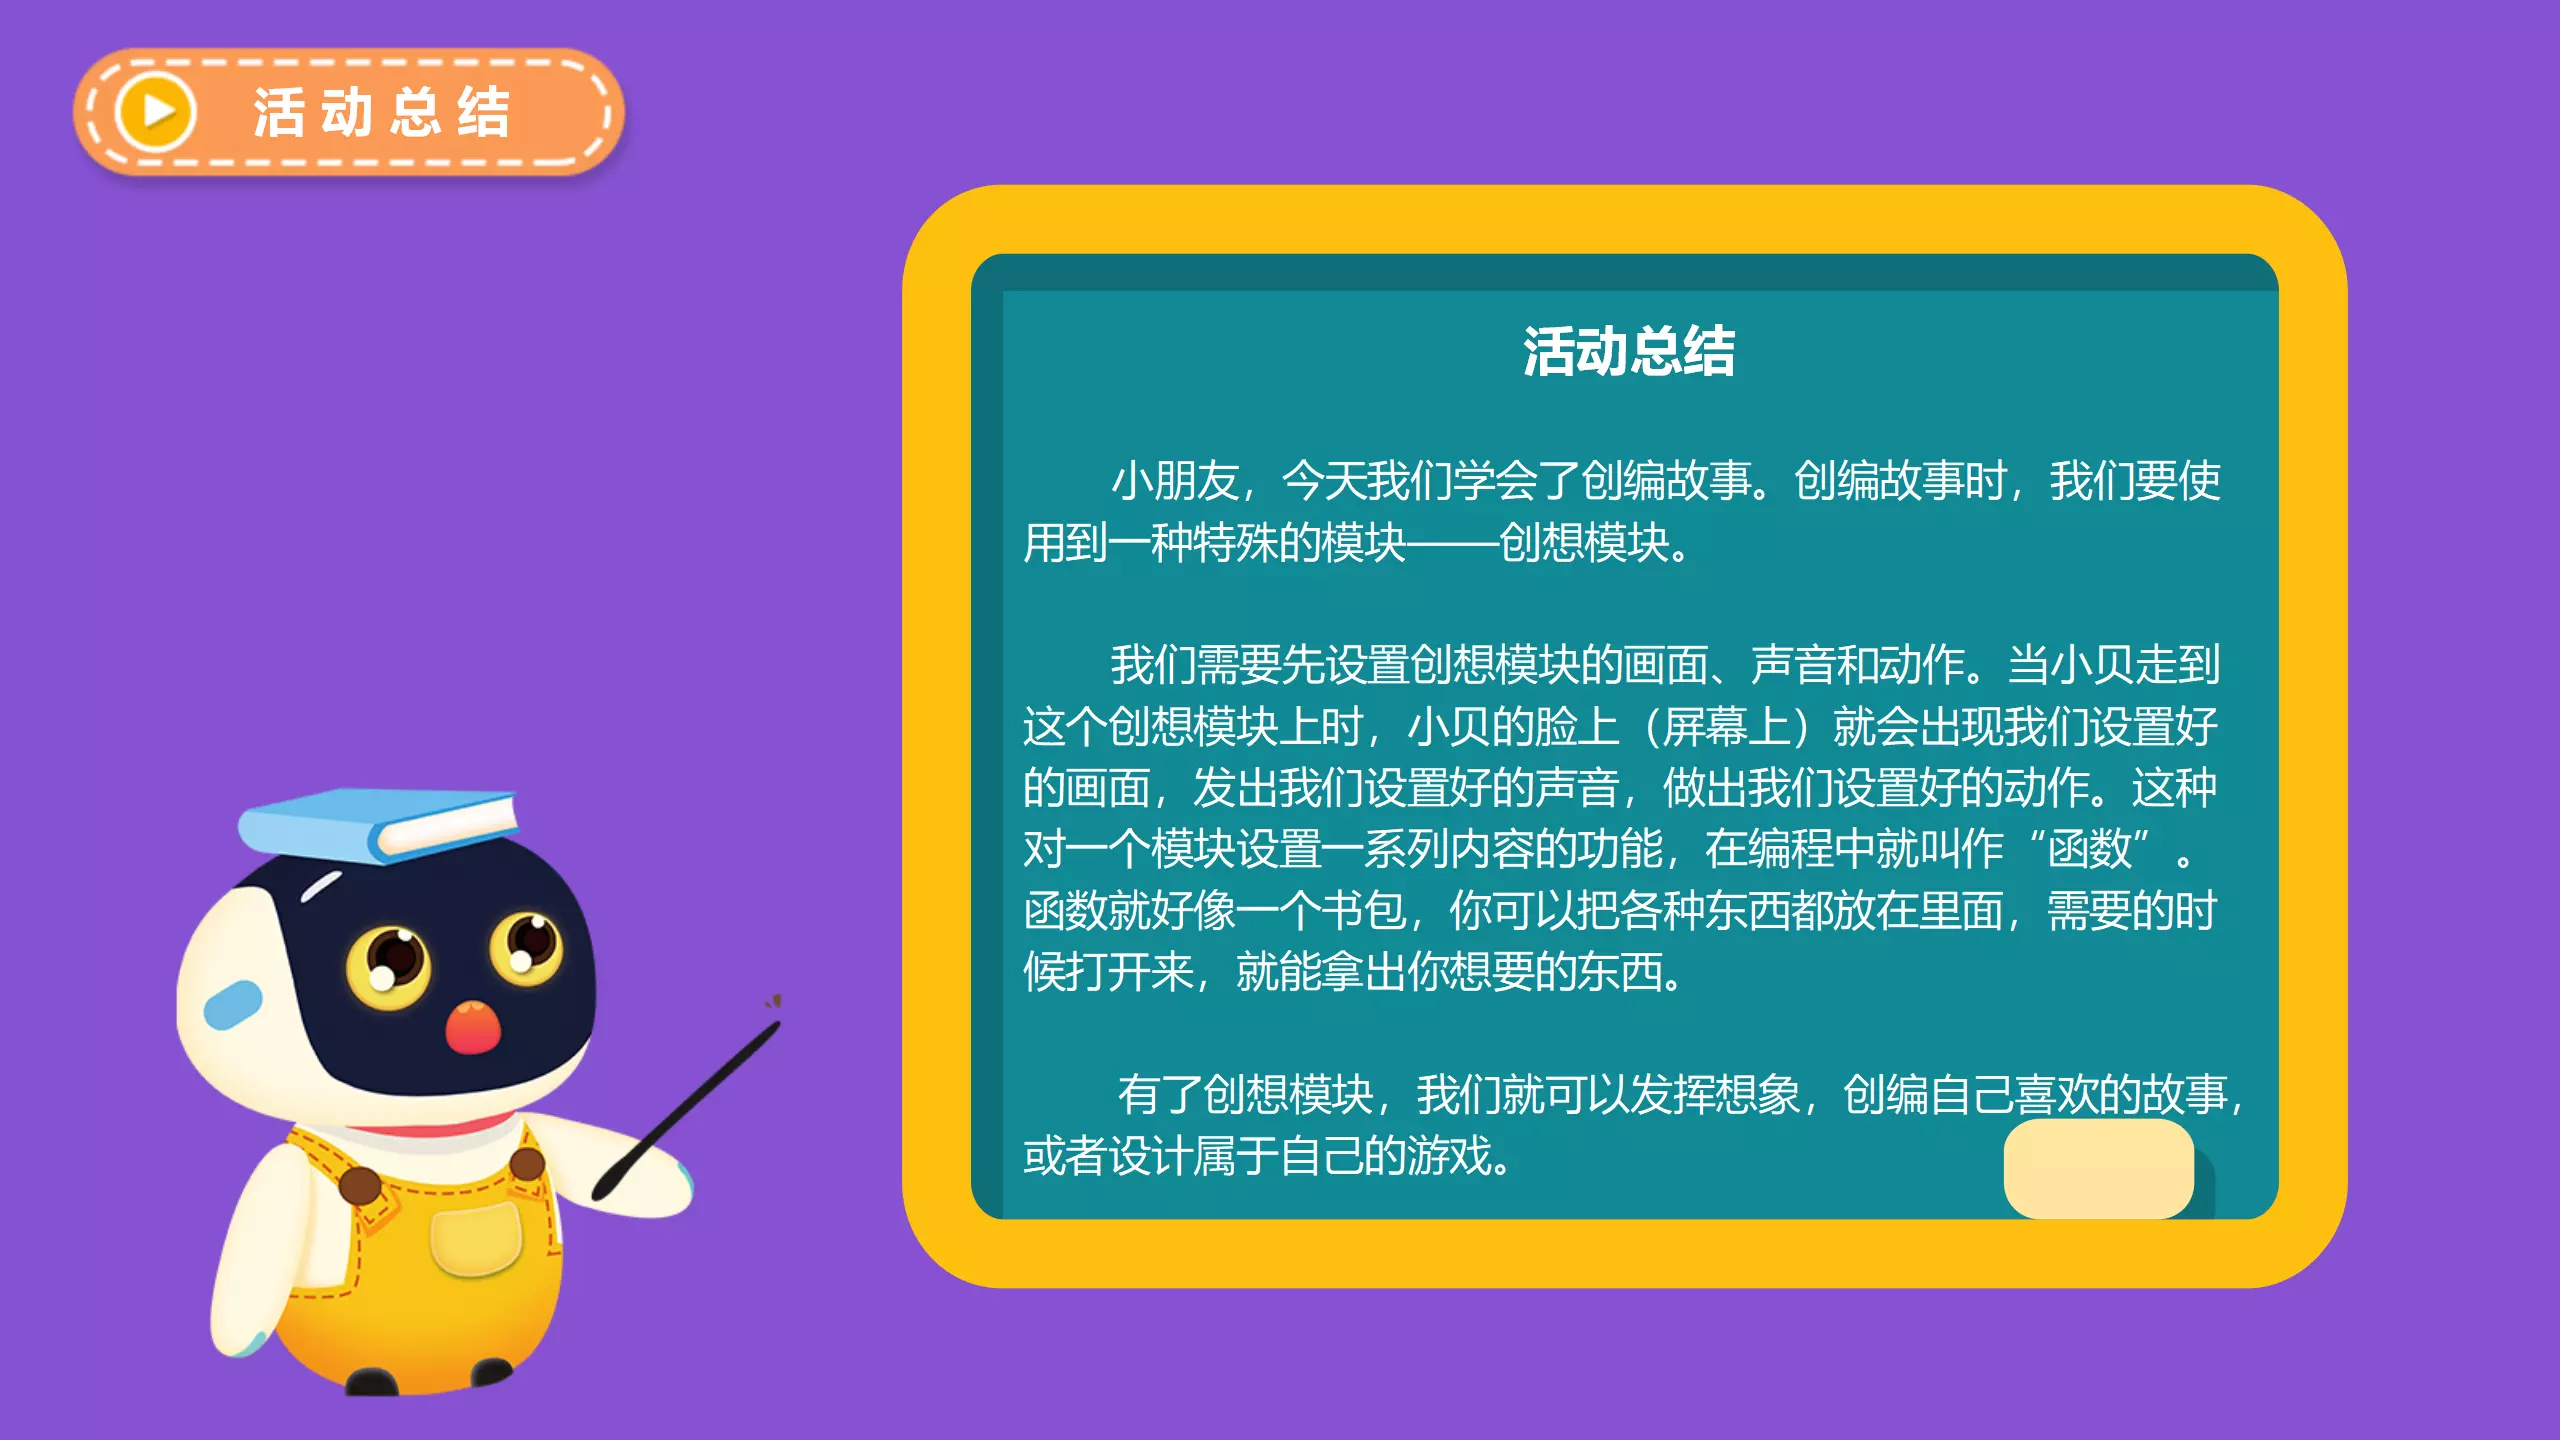 活动总结
活动总结
小朋友，今天我们学会了创编故事。创编故事时，我们要使
用到一种特殊的模块——创想模块。
我们需要先设置创想模块的画面、声音和动作。当小贝走到
这个创想模块上时，小贝的脸上（屏幕上）就会出现我们设置好
的画面，发出我们设置好的声音，做出我们设置好的动作。这种
对一个模块设置一系列内容的功能，在编程中就叫作“函数”。
函数就好像一个书包，你可以把各种东西都放在里面，需要的时
候打开来，就能拿出你想要的东西。
有了创想模块，我们就可以发挥想象，创编自己喜欢的故事，
或者设计属于自己的游戏。